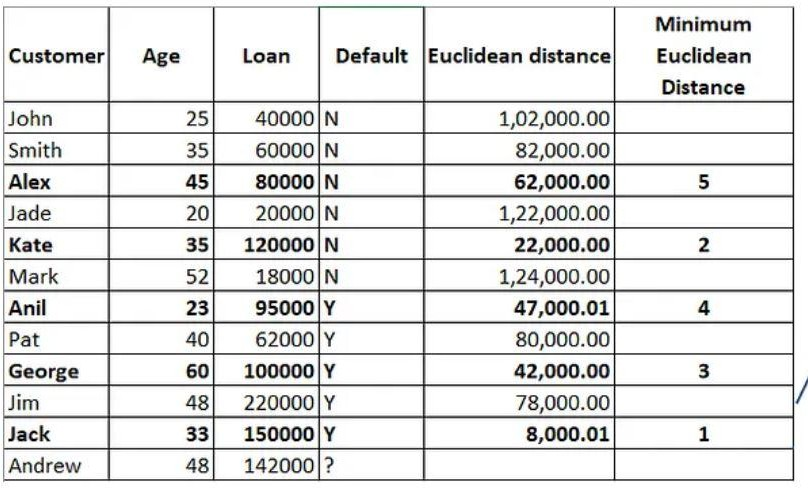 Customer Age Loan Default Euclidean distance Minimum Euclidean Distance
John 25 40000 N 1,02,000.00
Smith 35 60000 N 82,000.00
Alex 45 80000 N 62,000.00 5
Jade 20 20000 N 1,22,000.00
Kate 35 120000 N 22,000.00 2
Mark 52 18000 N 1,24,000.00
Anil 23 95000 Y 47,000.01 4
Pat 40 62000 Y 80,000.00
George 60 100000 Y 42,000.00 3
Jim 48 220000 Y 78,000.00
Jack 33 150000 Y 8,000.01 1
Andrew 48 142000 ?